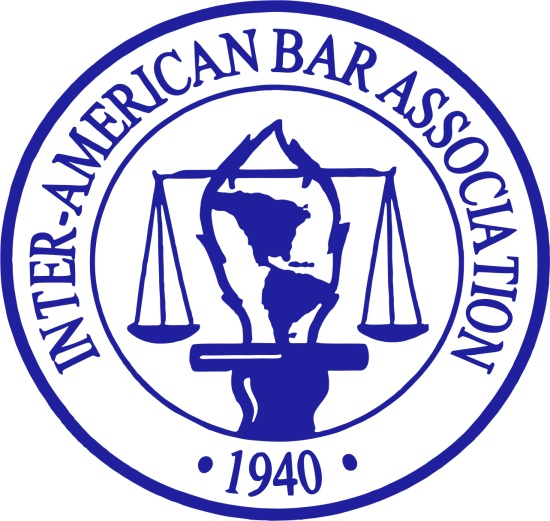 INTER-AMERICAN BAR ASSOCIATION
• 1940 •